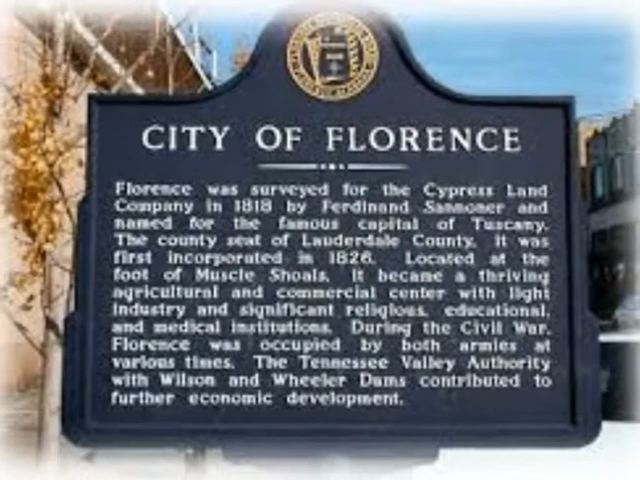 CITY OF FLORENCE
Florence was surveyed for the Cypress Land
Company in 1818 by Ferdinand Sannoner and
named for the famous capital of Tuscany.
The county seat of Lauderdale County, it was
first incorporated in 1826. Located at the
foot of Muscle Shoals, it became a thriving
agricultural and commercial center with light
industry and significant religious, educational,
and medical institutions. During the Civil War,
Florence was occupied by both armies at
various times. The Tennessee Valley Authority
with Wilson and Wheeler Dams contributed to
further economic development.